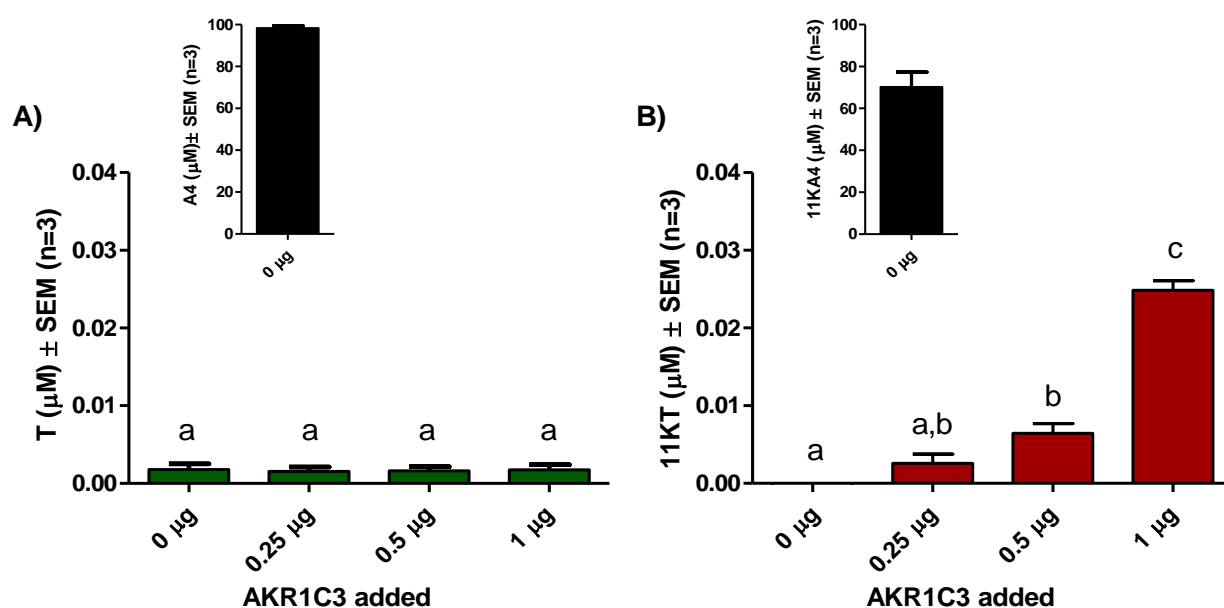 A)
A4 (μM)± SEM (n=3)
100
80
60
40
20
0
0 μg
T (μM) ± SEM (n=3)
0.04
0.03
0.02
0.01
0.00
a
a
a
a
0 μg
0.25 μg
0.5 μg
1 μg
AKR1C3 added
B)
11KA4 (μM) ± SEM (n=3)
100
80
60
40
20
0
0 μg
11KT (μM) ± SEM (n=3)
0.04
0.03
0.02
0.01
0.00
a
a,b
b
c
0 μg
0.25 μg
0.5 μg
1 μg
AKR1C3 added